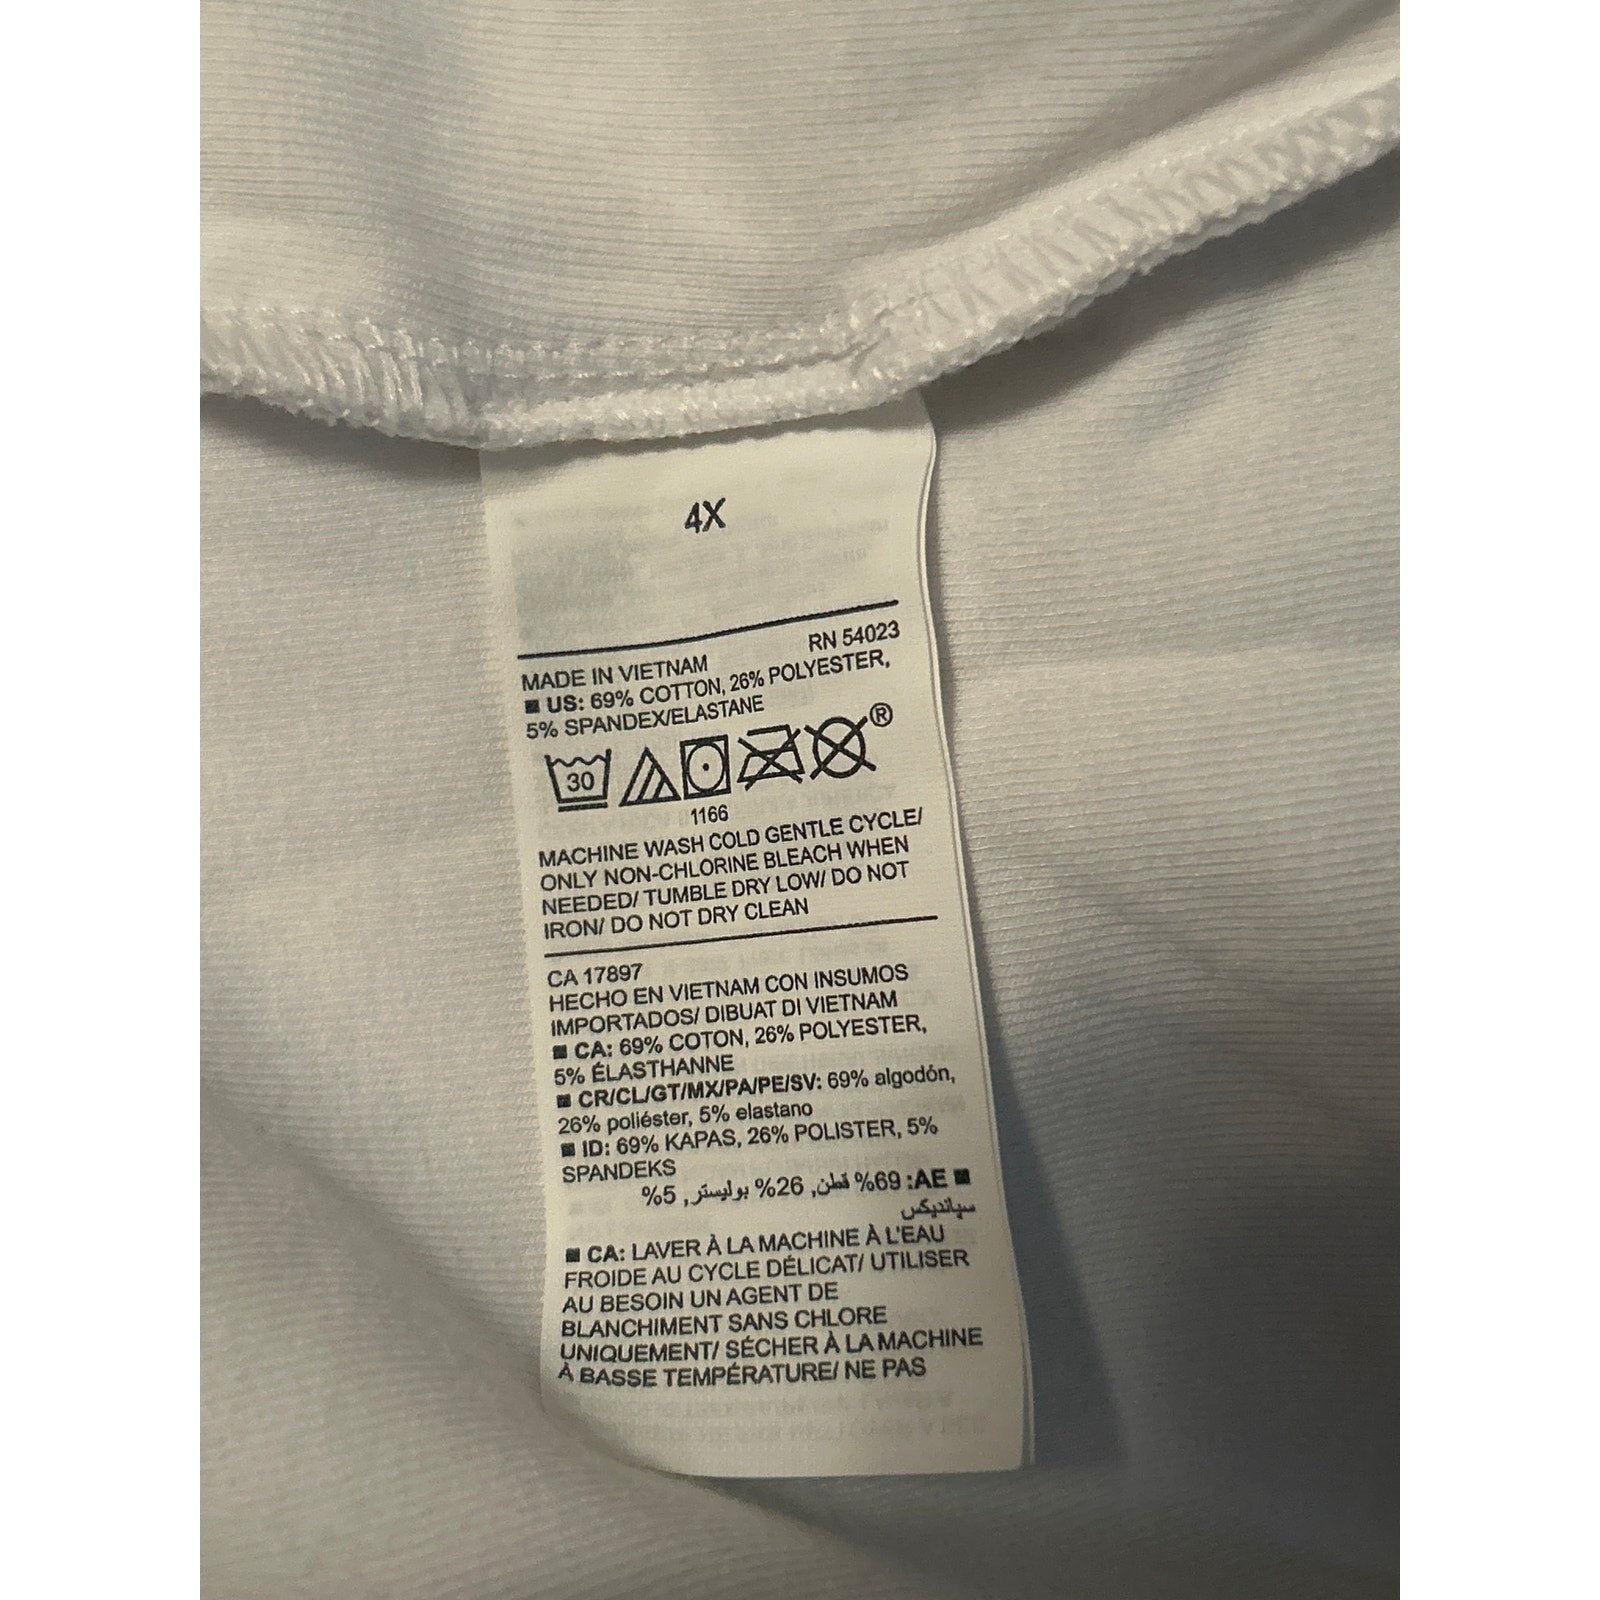 4X
RN 54023
MADE IN VIETNAM
US: 69% COTTON, 26% POLYESTER,
5% SPANDEX/ELASTANE
30
®
1166
MACHINE WASH COLD GENTLE CYCLE/
ONLY NON-CHLORINE BLEACH WHEN
NEEDED/ TUMBLE DRY LOW/ DO NOT
IRON/ DO NOT DRY CLEAN
CA 17897
HECHO EN VIETNAM CON INSUMOS
IMPORTADOS/ DIBUAT DI VIETNAM
CA: 69% COTON, 26% POLYESTER,
5% ÉLASTHANNE
CR/CL/GT/MX/PA/PE/SV: 69% algodón,
26% poliéster, 5% elastano
ID: 69% KAPAS, 26% POLISTER, 5%
SPANDEKS
AE: 69% قطن, 26% بوليستر, 5%
سپانديكس
CA: LAVER À LA MACHINE À L'EAU
FROIDE AU CYCLE DÉLICAT/ UTILISER
AU BESOIN UN AGENT DE
BLANCHIMENT SANS CHLORE
UNIQUEMENT/ SÉCHER À LA MACHINE
À BASSE TEMPÉRATURE/ NE PAS